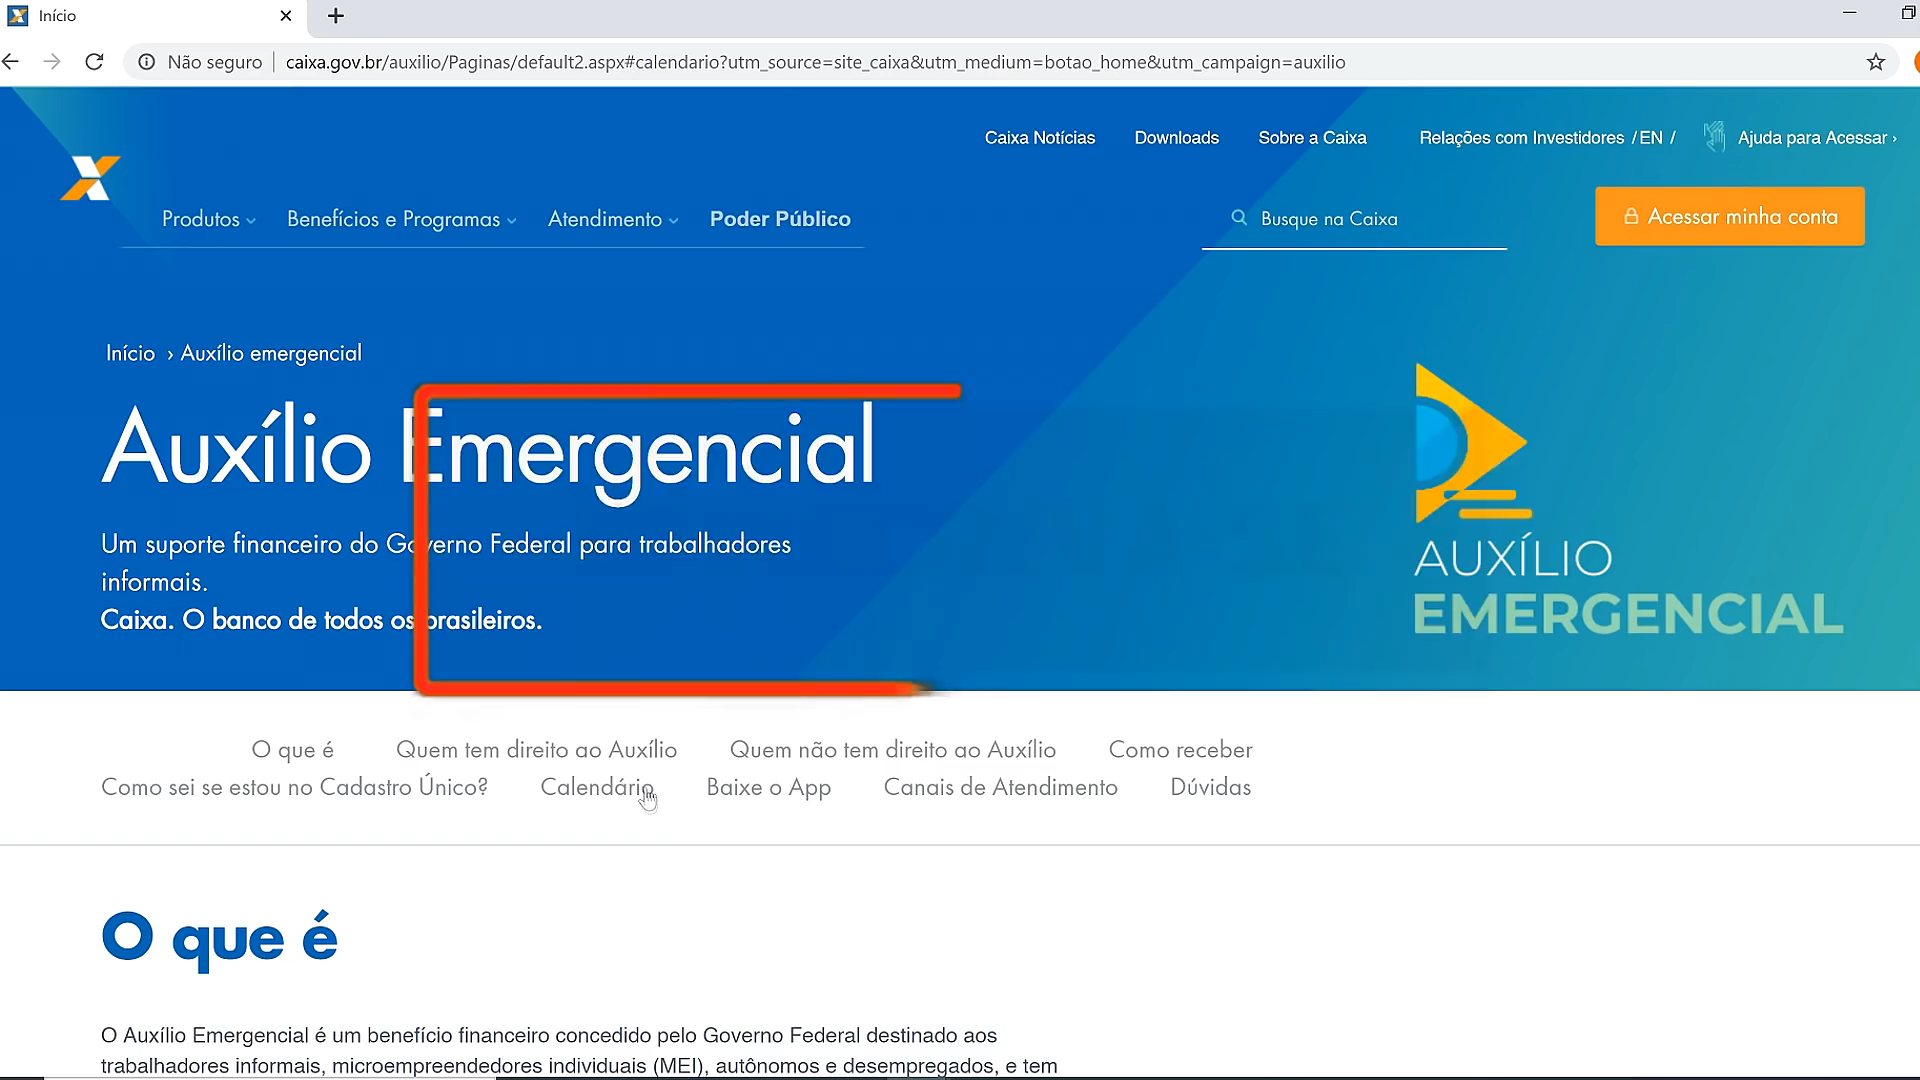 Início
Não seguro
caixa.gov.br/auxilio/Paginas/default2.aspx#calendario?utm_source=site_caixa&utm_medium=botao_home&utm_campaign=auxilio
Caixa Notícias Downloads Sobre a Caixa Relações com Investidores / EN / Ajuda para Acessar ›
Produtos Benefícios e Programas Atendimento Poder Público Busque na Caixa Acessar minha conta
Início › Auxílio emergencial
Auxílio Emergencial
Um suporte financeiro do Governo Federal para trabalhadores
informais.
Caixa. O banco de todos os brasileiros.
AUXÍLIO
EMERGENCIAL
O que é Quem tem direito ao Auxílio Quem não tem direito ao Auxílio Como receber
Como sei se estou no Cadastro Único? Calendário Baixe o App Canais de Atendimento Dúvidas
O que é
O Auxílio Emergencial é um benefício financeiro concedido pelo Governo Federal destinado aos
trabalhadores informais, microempreendedores individuais (MEI), autônomos e desempregados, e tem